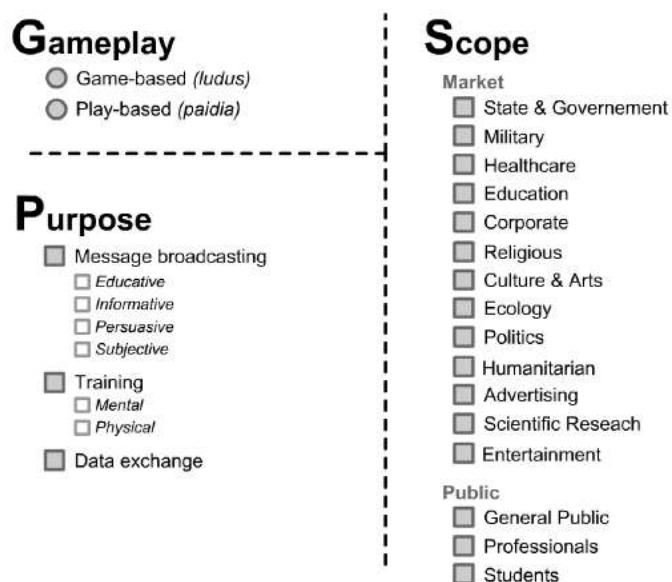 Gameplay
Game-based (ludus)
Play-based (paidia)
Purpose
Message broadcasting
Educative
Informative
Persuasive
Subjective
Training
Mental
Physical
Data exchange
Scope
Market
State & Governement
Military
Healthcare
Education
Corporate
Religious
Culture & Arts
Ecology
Politics
Humanitarian
Advertising
Scientific Reseach
Entertainment
Public
General Public
Professionals
Students